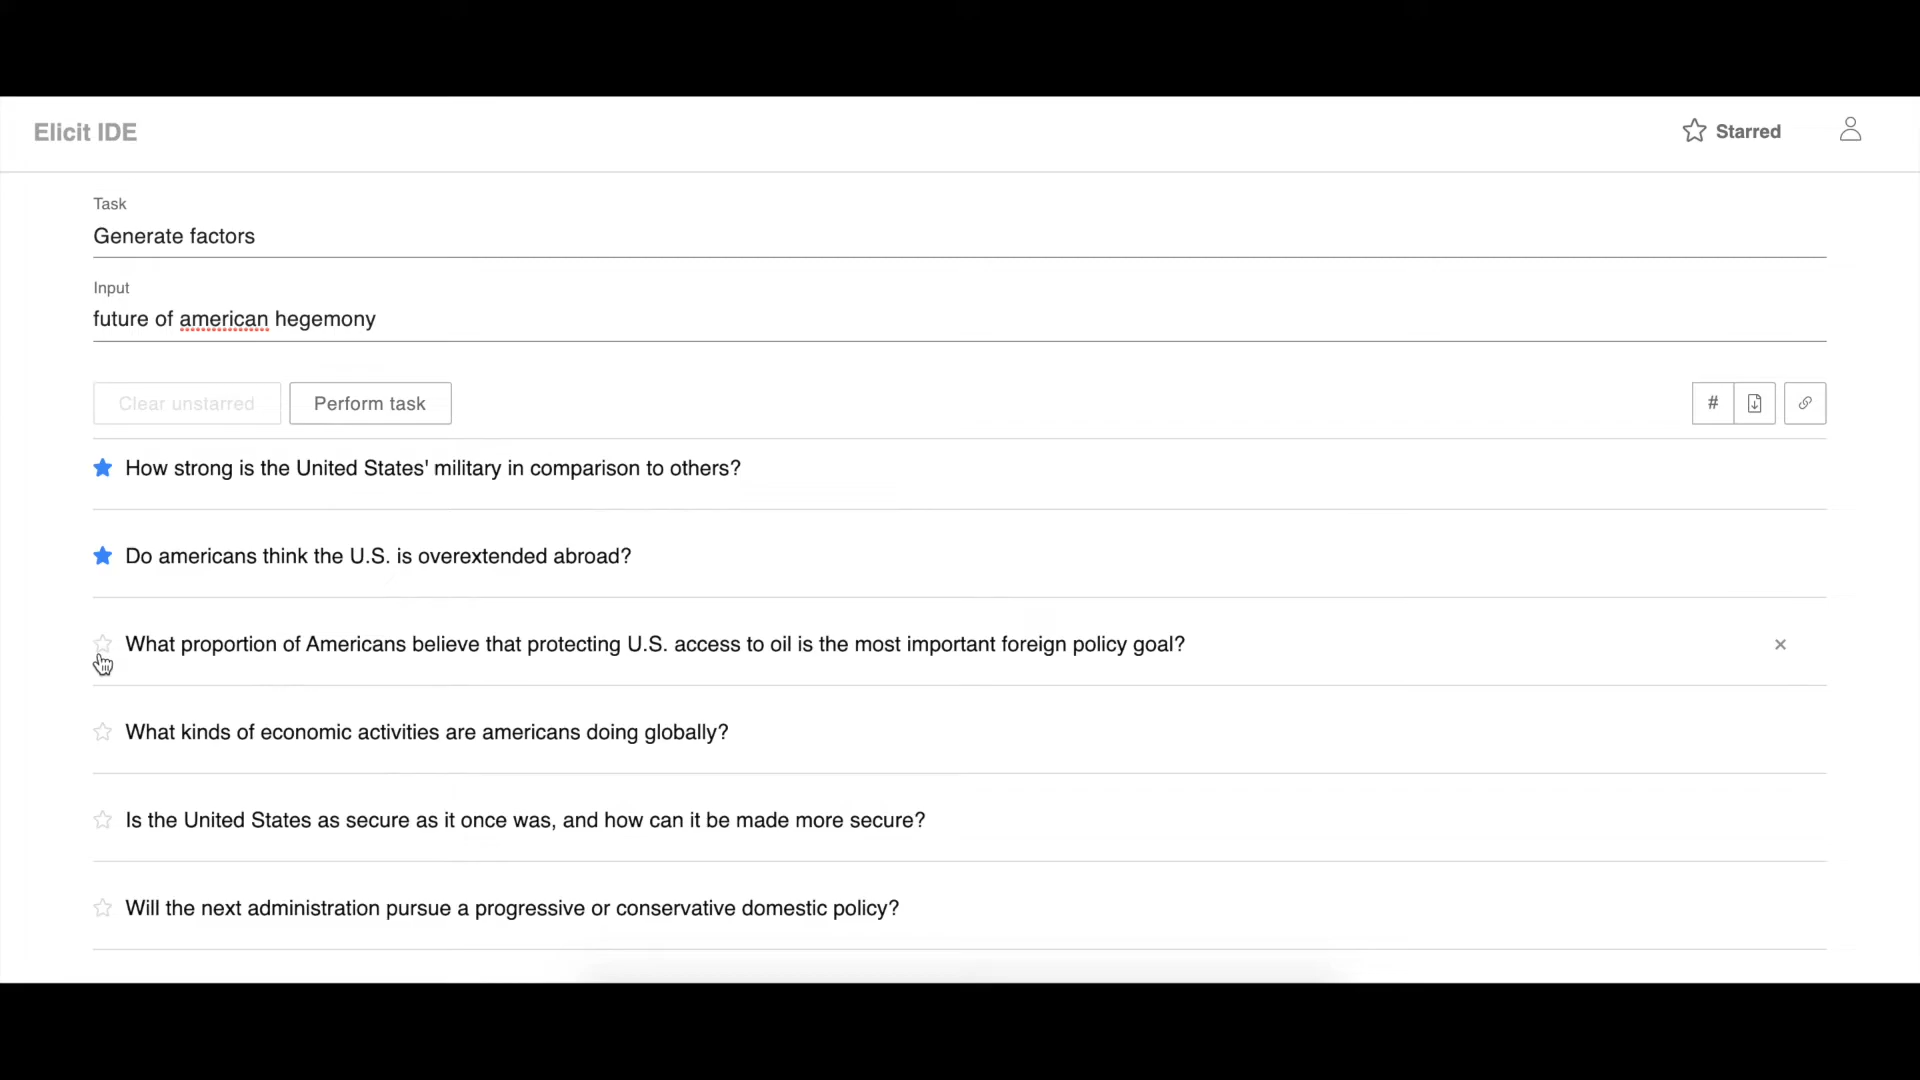 Elicit IDE
Starred
Task
Generate factors
Input
future of american hegemony
Clear unstarred
Perform task
#
How strong is the United States' military in comparison to others?
Do americans think the U.S. is overextended abroad?
What proportion of Americans believe that protecting U.S. access to oil is the most important foreign policy goal?
What kinds of economic activities are americans doing globally?
Is the United States as secure as it once was, and how can it be made more secure?
Will the next administration pursue a progressive or conservative domestic policy?